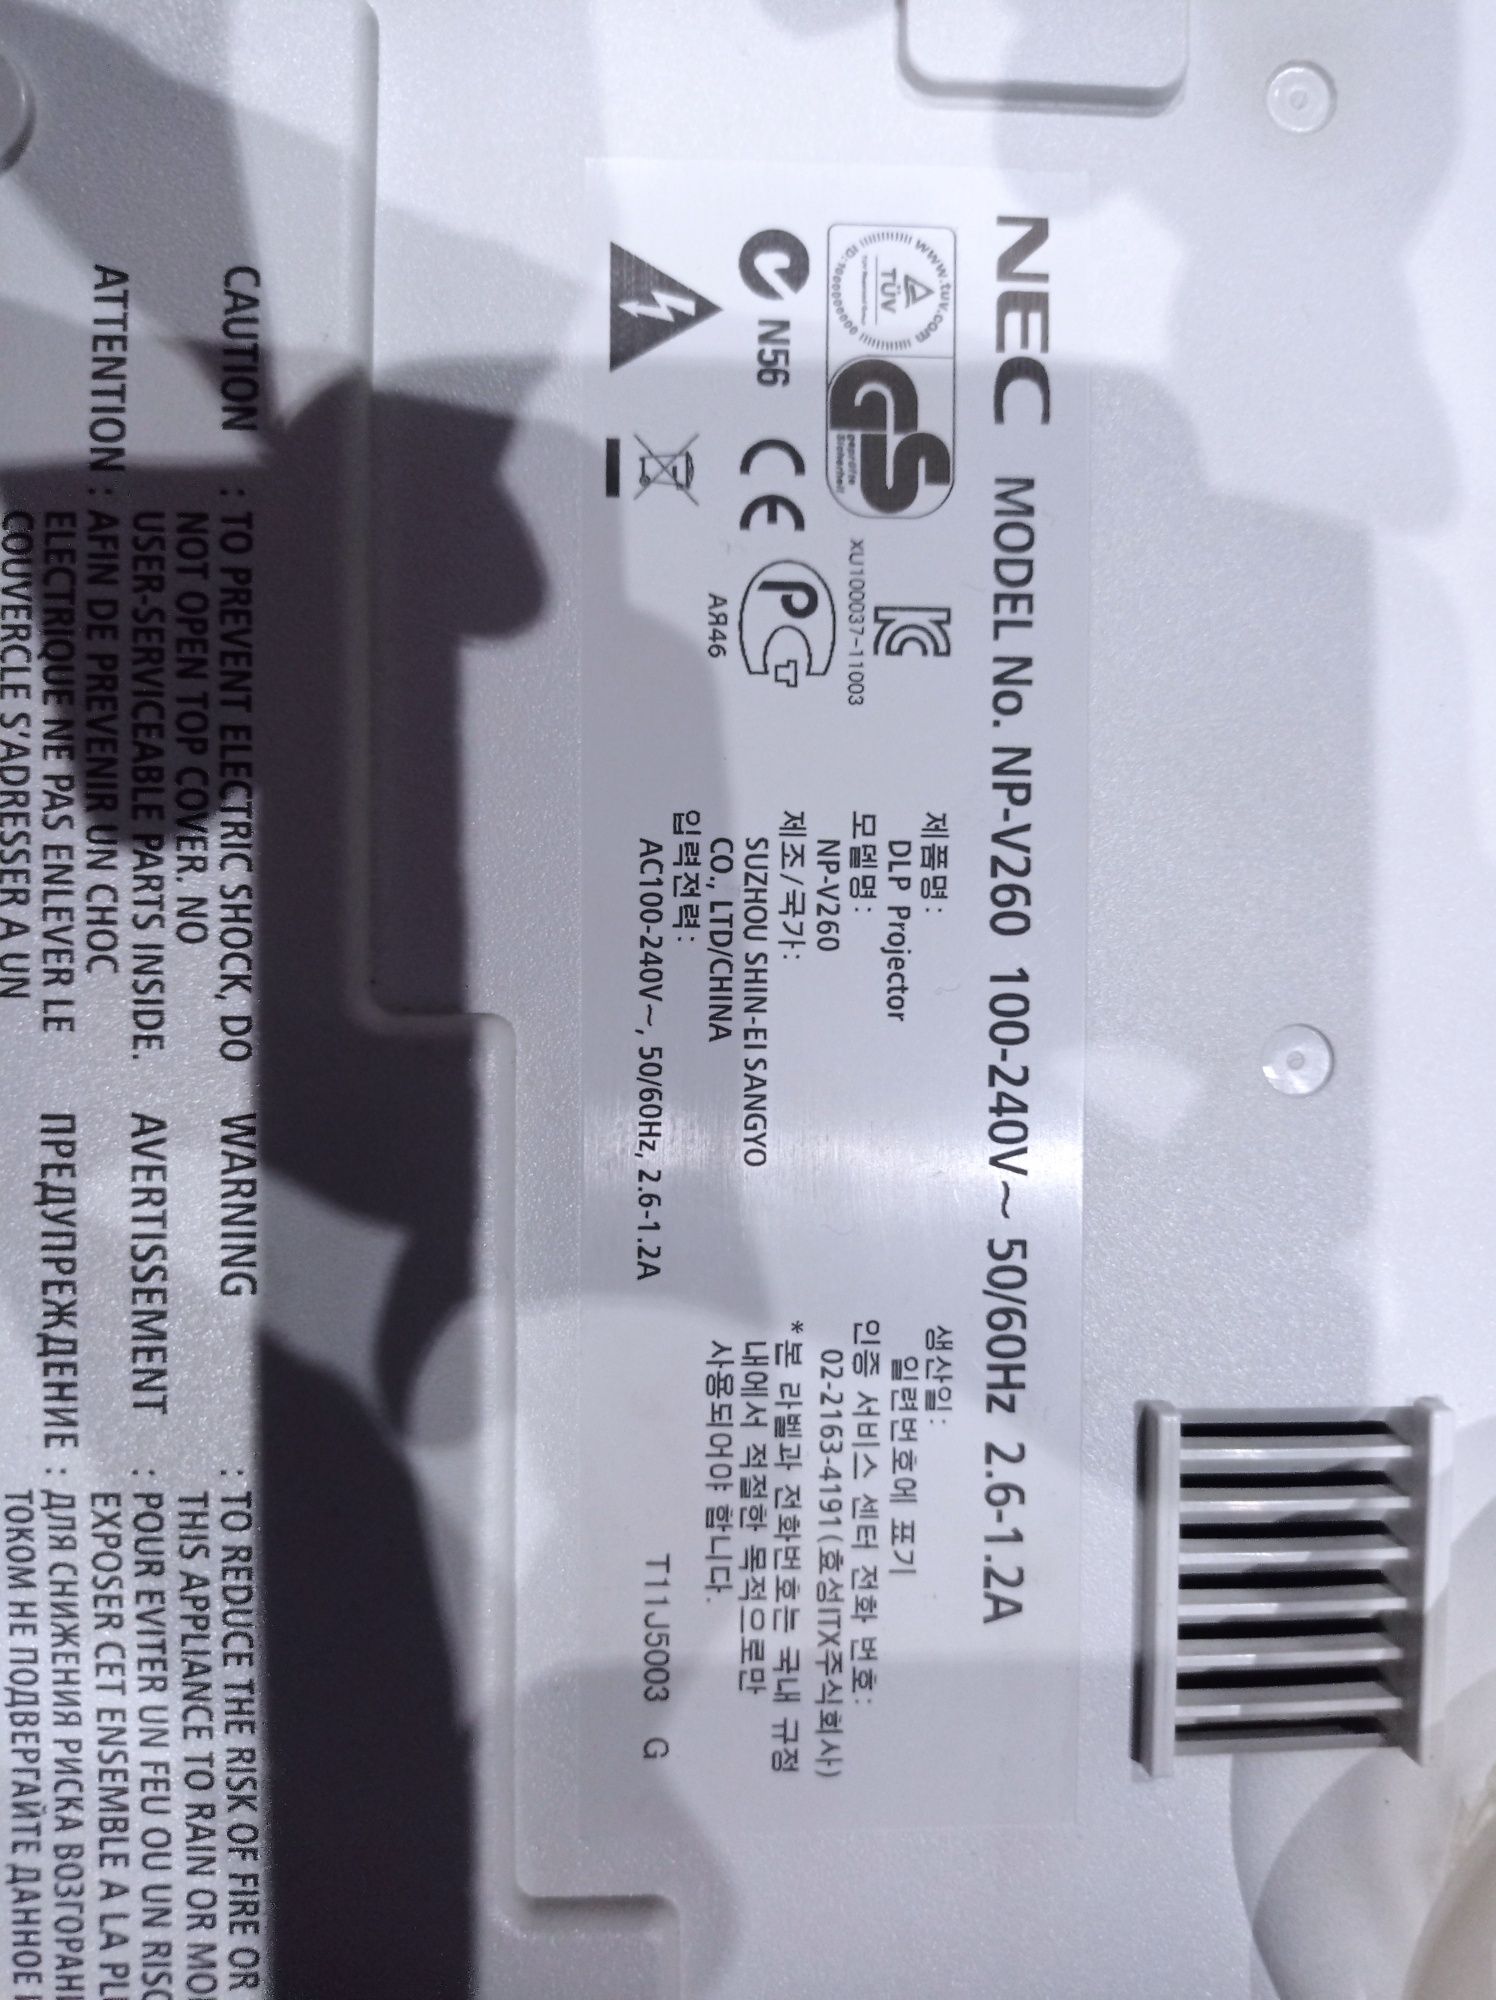 NEC MODEL No. NP-V260 100-240V～ 50/60Hz 2.6-1.2A
www.tuv.com
TÜV
TÜV Rheinland Group
GS
geprüfte
Sicherheit
XU100037-11003
N56
CE
АЯ46
제품명:
DLP Projector
모델명:
NP-V260
제조/국가:
SUZHOU SHIN-EI SANGYO
CO., LTD/CHINA
입력전력:
AC100-240V～, 50/60Hz, 2.6-1.2A
생산일:
일련번호에 표기
인증 서비스 센터 전화 번호:
02-2163-4191(효성ITX주식회사)
*본 라벨과 전화번호는 국내 규정
내에서 적절한 목적으로만
사용되어야 합니다.
T11J5003 G
CAUTION : TO PREVENT ELECTRIC SHOCK, DO
NOT OPEN TOP COVER. NO
USER-SERVICEABLE PARTS INSIDE.
ATTENTION : AFIN DE PREVENIR UN CHOC
ELECTRIQUE NE PAS ENLEVER LE
COUVERCLE S'ADRESSER A UN
WARNING : TO REDUCE THE RISK OF FIRE OR
THIS APPLIANCE TO RAIN OR
AVERTISSEMENT : POUR EVITER UN FEU OU UN
EXPOSER CET ENSEMBLE A LA
ПРЕДУПРЕЖДЕНИЕ : ДЛЯ СНИЖЕНИЯ РИСКА
ТОКОМ НЕ ПОДВЕРГАЙТЕ ДАННОЕ